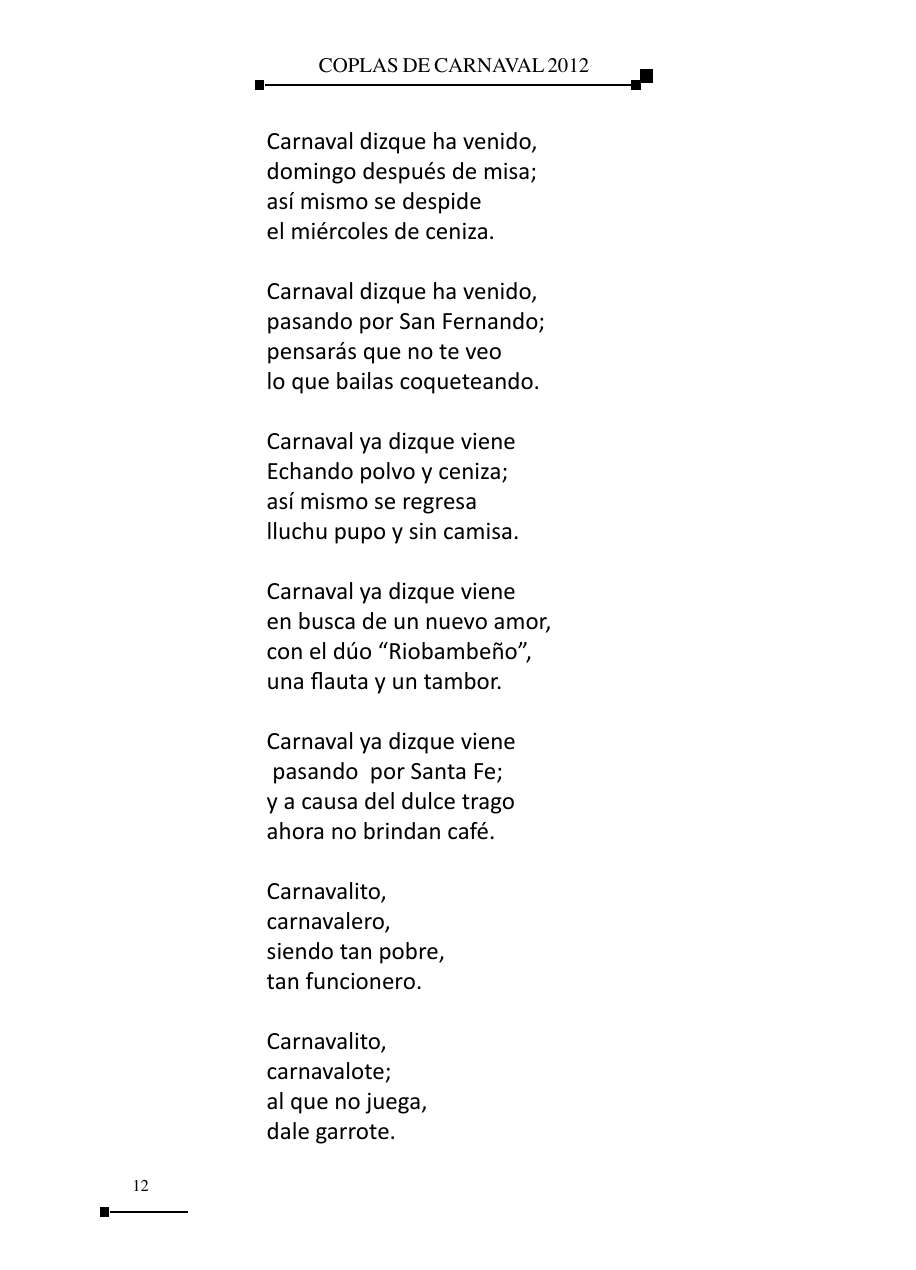 COPLAS DE CARNAVAL 2012
Carnaval dizque ha venido,
domingo después de misa;
así mismo se despide
el miércoles de ceniza.
Carnaval dizque ha venido,
pasando por San Fernando;
pensarás que no te veo
lo que bailas coqueteando.
Carnaval ya dizque viene
Echando polvo y ceniza;
así mismo se regresa
lluchu pupo y sin camisa.
Carnaval ya dizque viene
en busca de un nuevo amor,
con el dúo “Riobambeño”,
una flauta y un tambor.
Carnaval ya dizque viene
pasando  por Santa Fe;
y a causa del dulce trago
ahora no brindan café.
Carnavalito,
carnavalero,
siendo tan pobre,
tan funcionero.
Carnavalito,
carnavalote;
al que no juega,
dale garrote.
12